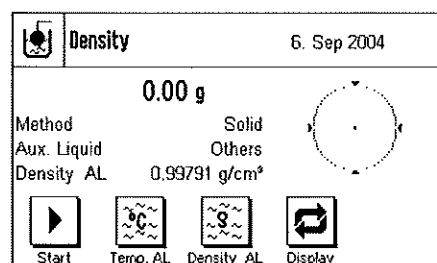 Density 6. Sep 2004
0.00 g
Method Solid
Aux. Liquid Others
Density AL 0.99791 g/cm³
°C S
Start Temp. AL Density AL Display